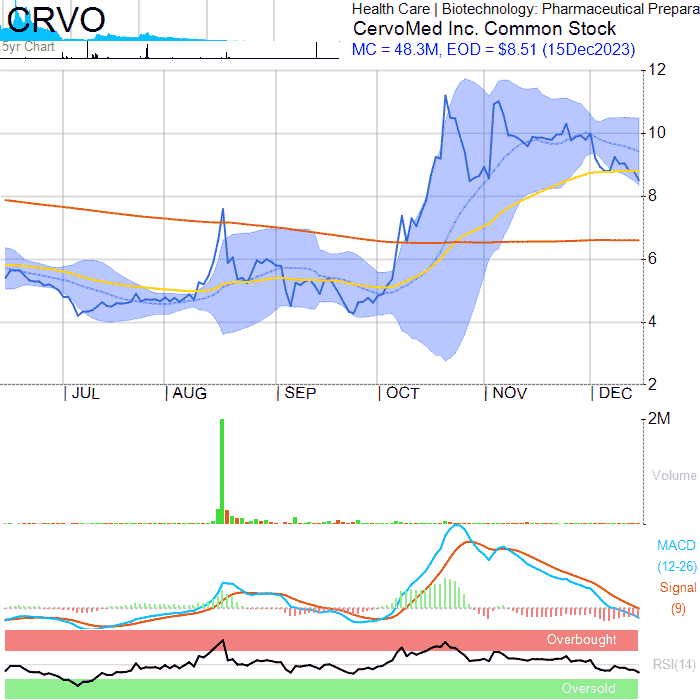 CRVO
Health Care | Biotechnology: Pharmaceutical Prepara
CervoMed Inc. Common Stock
5yr Chart
MC = 48.3M, EOD = $8.51 (15Dec2023)
12
10
8
6
4
2
JUL AUG SEP OCT NOV DEC
2M
Volume
MACD
(12-26)
Signal
(9)
Overbought
RSI(14)
Oversold